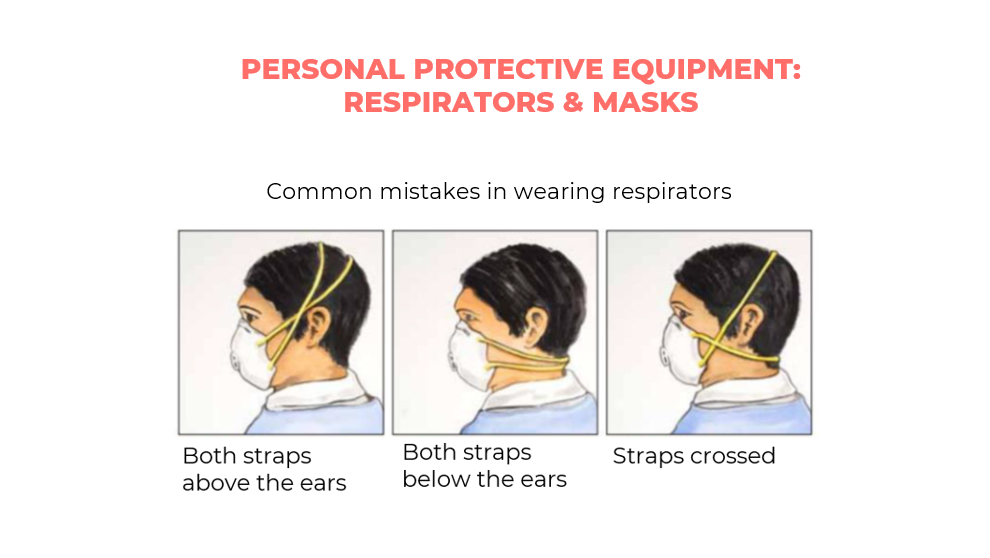 PERSONAL PROTECTIVE EQUIPMENT:
RESPIRATORS & MASKS
Common mistakes in wearing respirators
Both straps
above the ears
Both straps
below the ears
Straps crossed